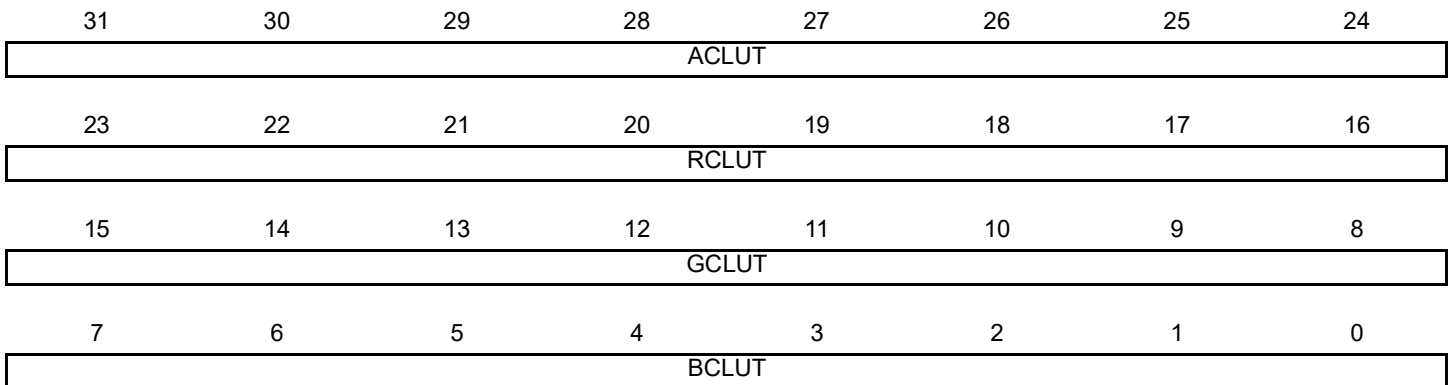 31 30 29 28 27 26 25 24
ACLUT
23 22 21 20 19 18 17 16
RCLUT
15 14 13 12 11 10 9 8
GCLUT
7 6 5 4 3 2 1 0
BCLUT